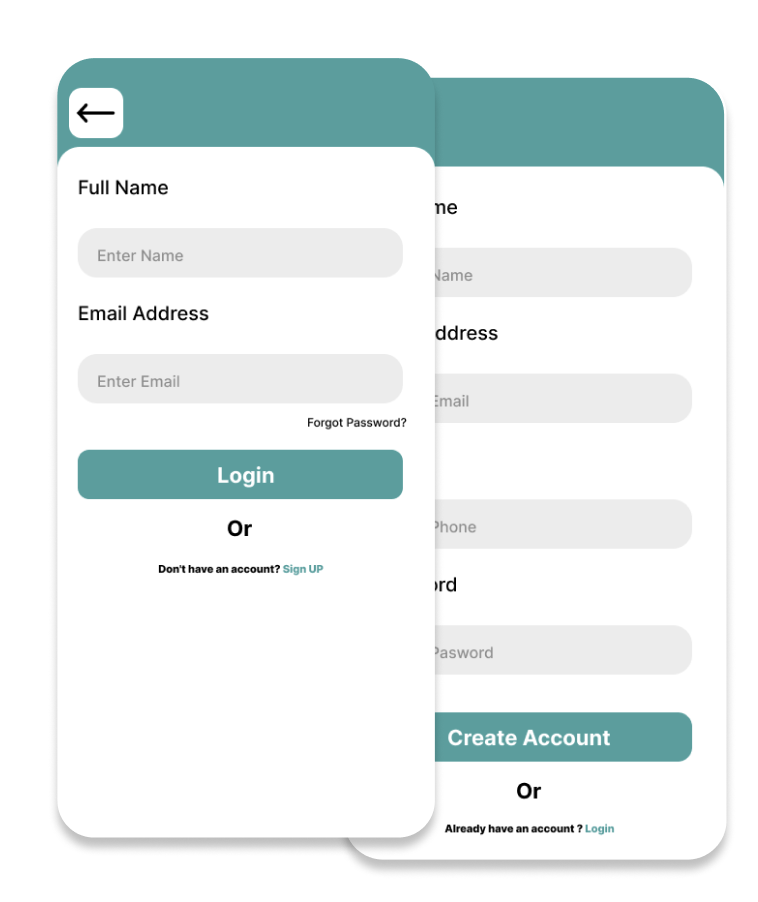 Full Name
Enter Name
Email Address
Enter Email
Forgot Password?
Login
Or
Don't have an account? Sign UP
me
Name
ddress
Email
Phone
ord
Pasword
Create Account
Or
Already have an account ? Login